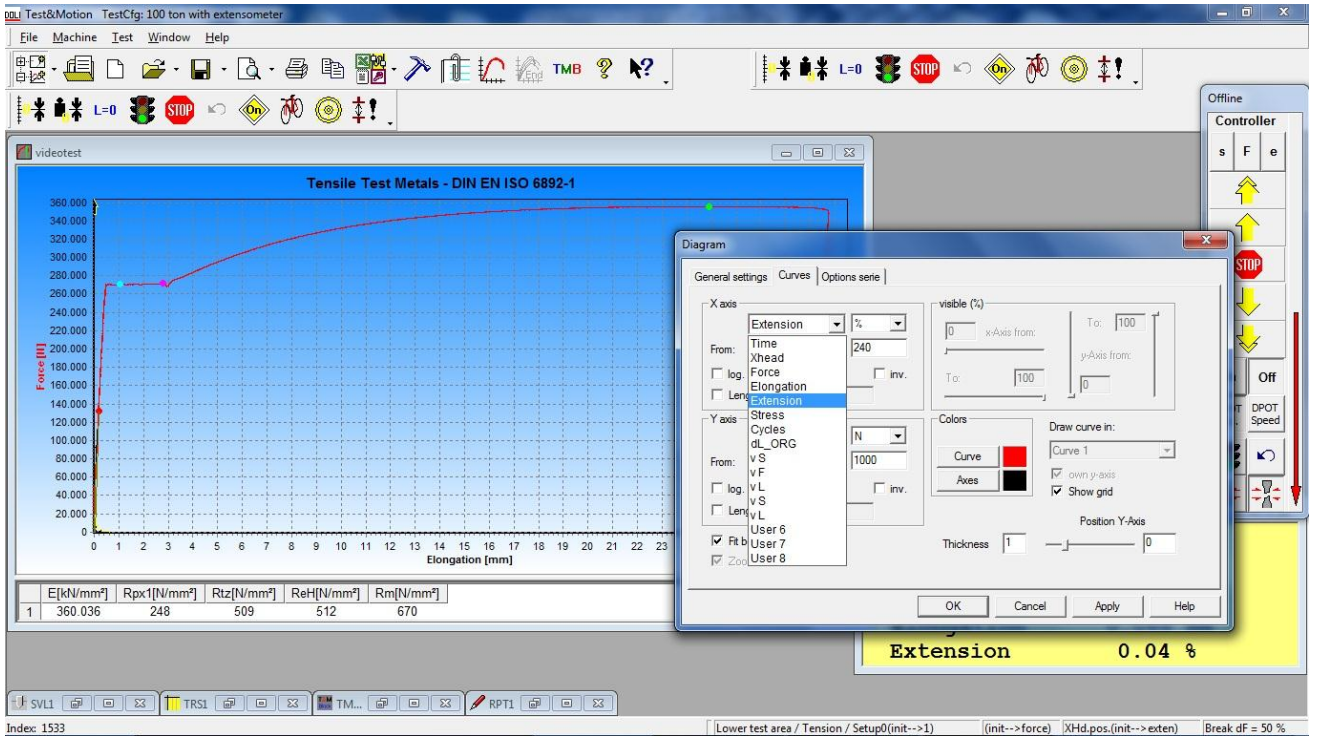 DOLI Test&Motion TestCfg: 100 ton with extensometer
File Machine Test Window Help
TMB
L=0 STOP On
L=0 STOP On
Offline
Controller
s F e
STOP
Off
DPOT
Speed
videotest
Tensile Test Metals - DIN EN ISO 6892-1
360.000
340.000
320.000
300.000
280.000
260.000
240.000
220.000
200.000
180.000
160.000
140.000
120.000
100.000
80.000
60.000
40.000
20.000
0
Force [N]
0 1 2 3 4 5 6 7 8 9 10 11 12 13 14 15 16 17 18 19 20 21 22 23
Elongation [mm]
E[kN/mm²] Rpx1[N/mm²] Rtz[N/mm²] ReH[N/mm²] Rm[N/mm²]
1 360.036 248 509 512 670
Diagram
General settings Curves Options serie
X axis
Extension %
From: 240
log. inv.
Time
Xhead
Force
Elongation
Extension
Stress
Cycles
dL_ORG
v S
v F
v L
v S
v L
User 6
User 7
User 8
Y axis
N
From: 1000
log. inv.
visible (%)
0 x-Axis from:
To: 100
To: 100
y-Axis from:
0
Colors
Curve
Axes
Draw curve in:
Curve 1
own y-axis
Show grid
Position Y-Axis
Thickness 1 0
OK Cancel Apply Help
Extension 0.04 %
SVL1 TRS1 TM... RPT1
Index: 1533
Lower test area / Tension / Setup0(init-->1) (init-->force) XHd.pos.(init-->exten) Break dF = 50 %